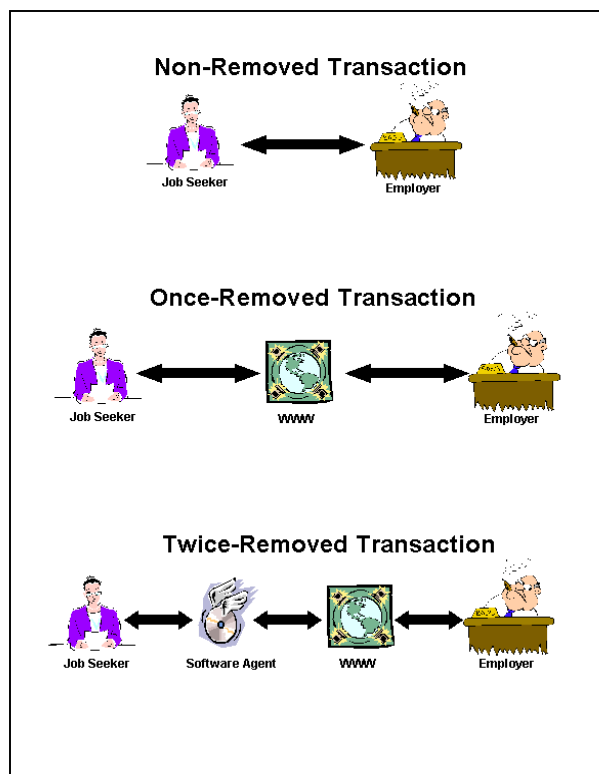 Non-Removed Transaction
Job Seeker
Employer
Once-Removed Transaction
Job Seeker
WWW
Employer
Twice-Removed Transaction
Job Seeker
Software Agent
WWW
Employer